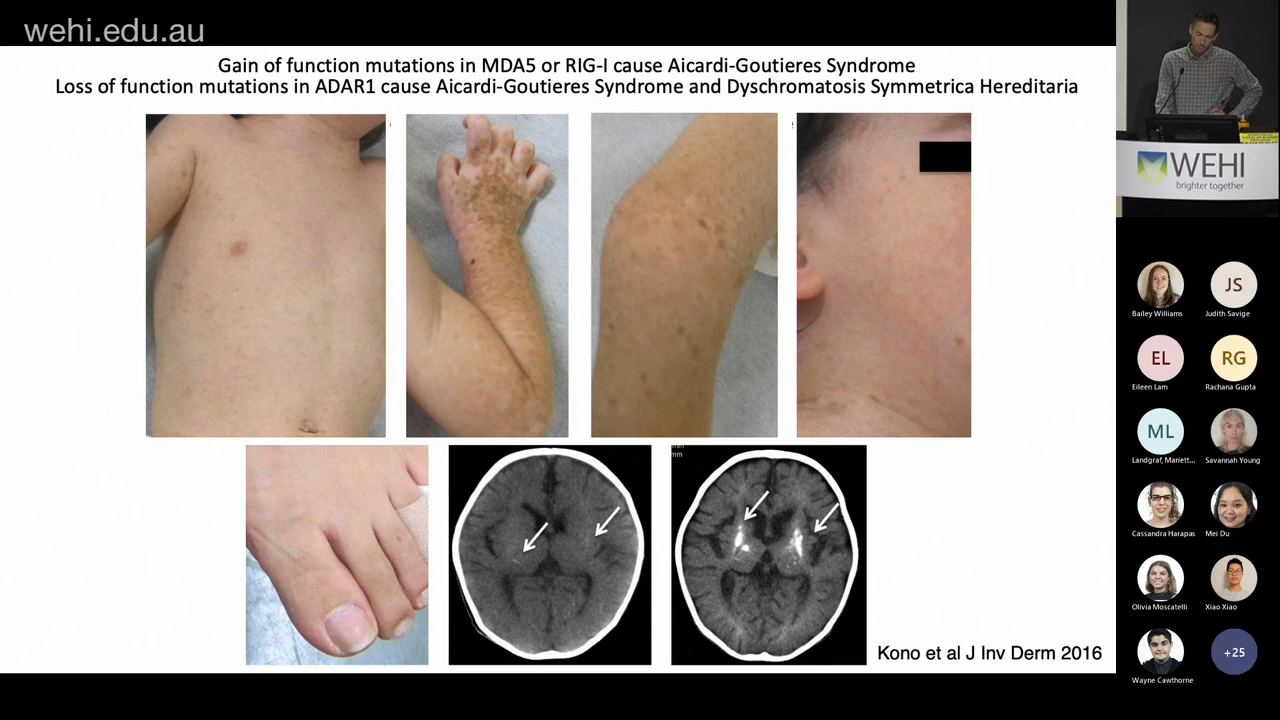 wehi.edu.au
Gain of function mutations in MDA5 or RIG-I cause Aicardi-Goutieres Syndrome
Loss of function mutations in ADAR1 cause Aicardi-Goutieres Syndrome and Dyschromatosis Symmetrica Hereditaria
mm
Kono et al J Inv Derm 2016
WEHI
brighter together
Bailey Williams
JS
Judith Savige
EL
Eileen Lam
RG
Rachana Gupta
ML
Landgraf, Mariett...
Savannah Young
Cassandra Harapas
Mei Du
Olivia Moscatelli
Xiao Xiao
Wayne Cawthorne
+25